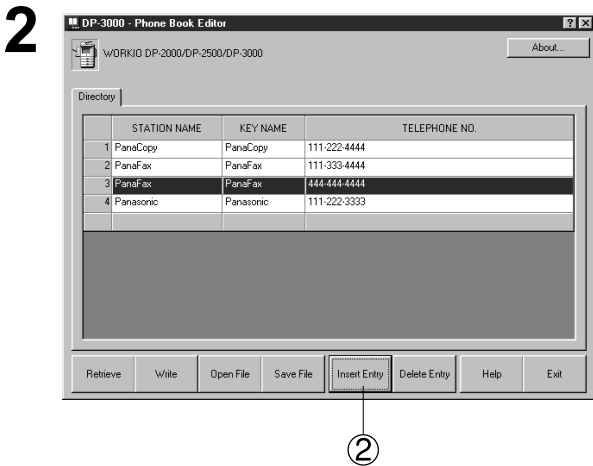 2
DP-3000 - Phone Book Editor
WORKIO DP-2000/DP-2500/DP-3000
About...
Directory
STATION NAME KEY NAME TELEPHONE NO.
1 PanaCopy PanaCopy 111-222-4444
2 PanaFax PanaFax 111-333-4444
3 PanaFax PanaFax 444-444-4444
4 Panasonic Panasonic 111-222-3333
Retrieve Write Open File Save File Insert Entry Delete Entry Help Exit
②